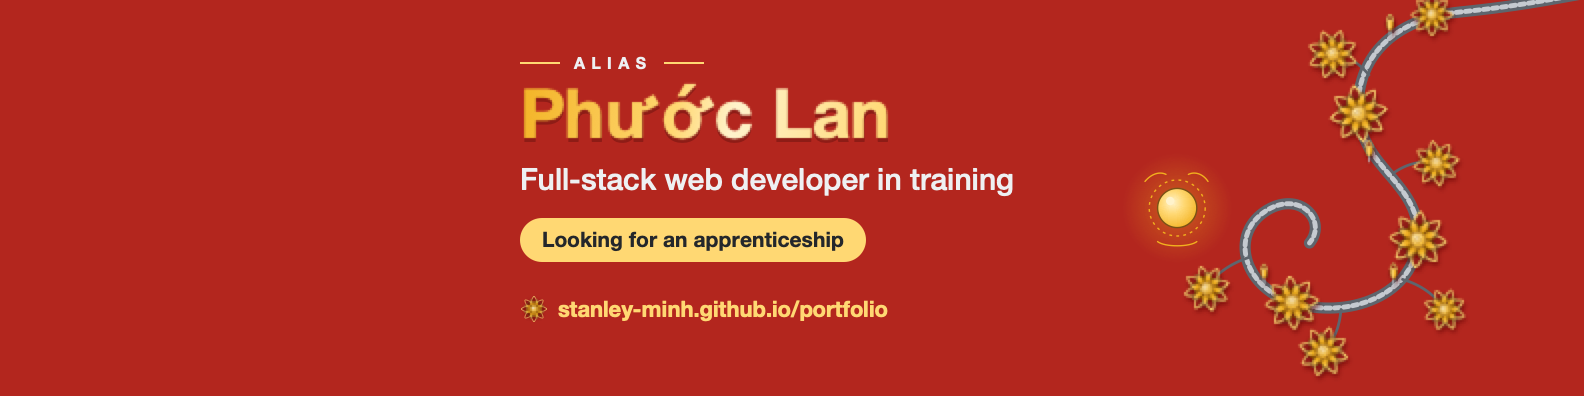 ALIAS
Phước Lan
Full-stack web developer in training
Looking for an apprenticeship
stanley-minh.github.io/portfolio